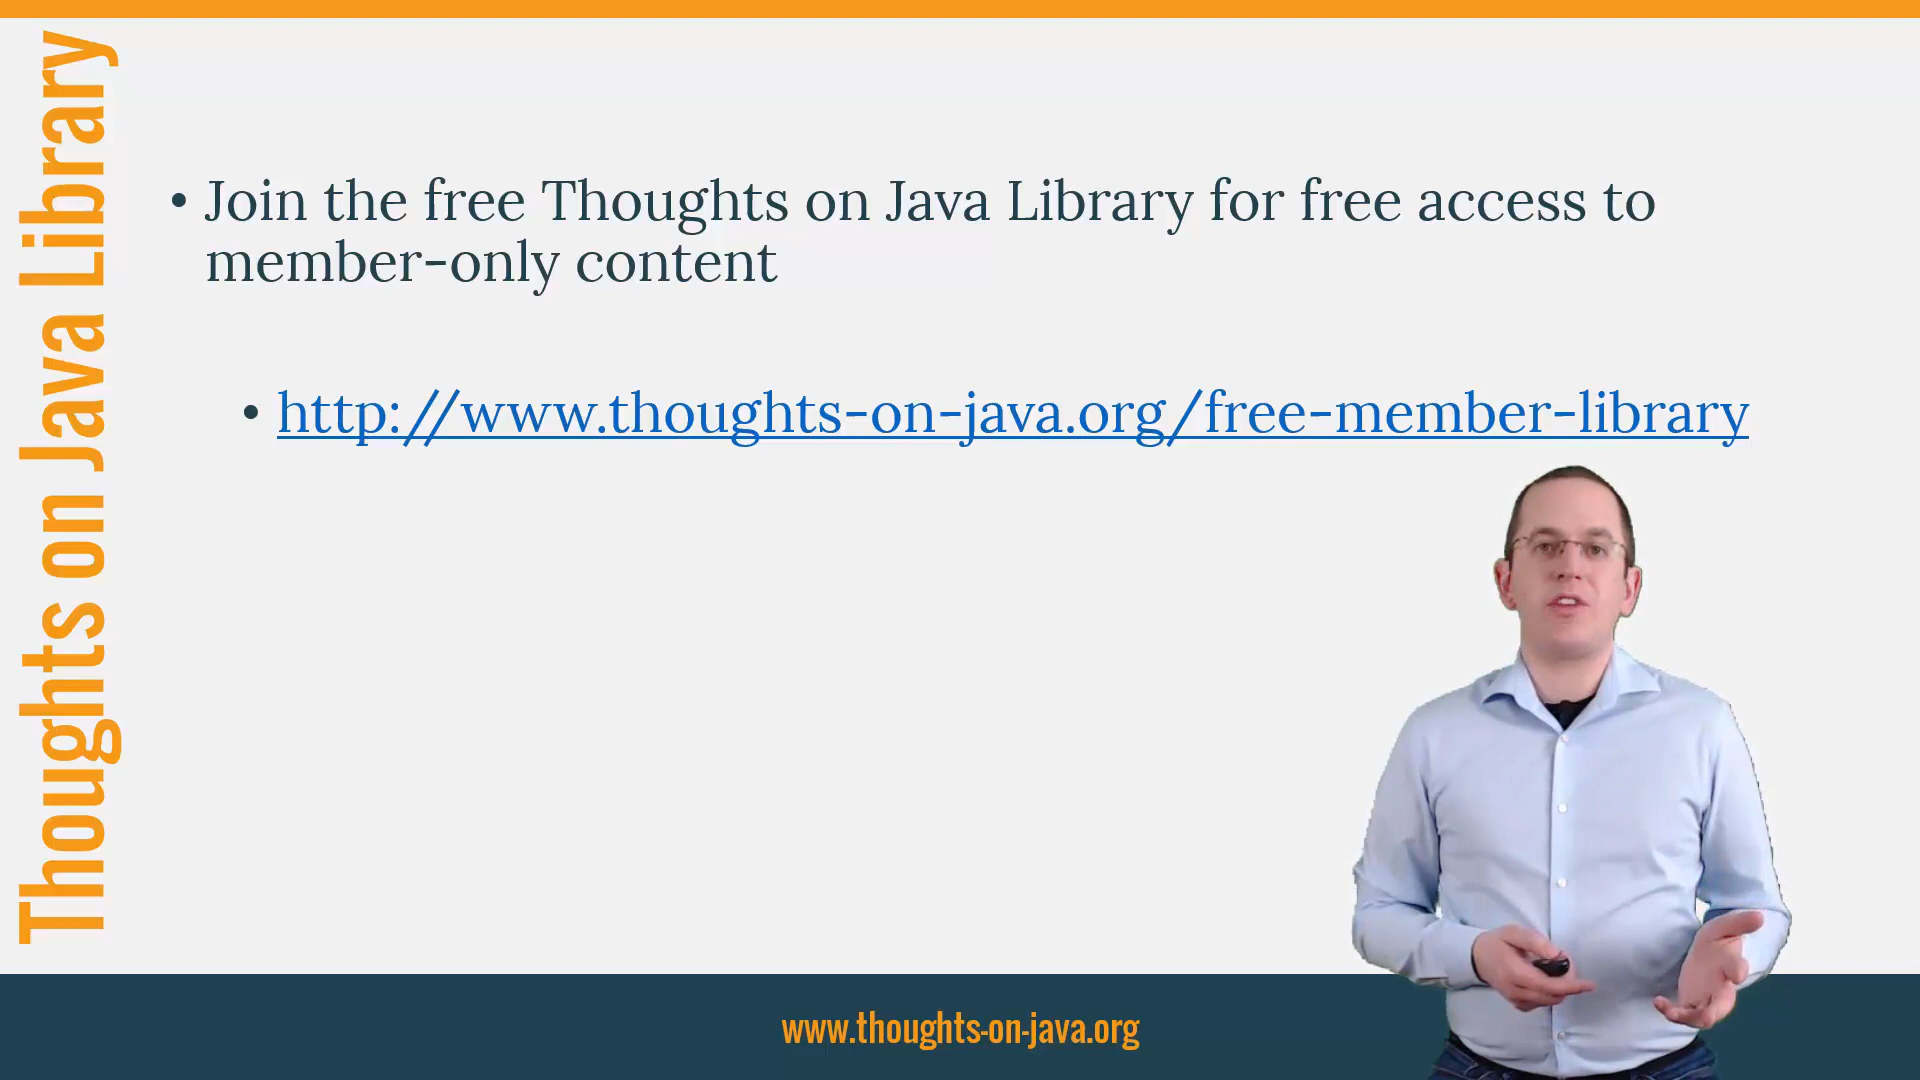 Thoughts on Java Library
• Join the free Thoughts on Java Library for free access to
member-only content
• http://www.thoughts-on-java.org/free-member-library
www.thoughts-on-java.org